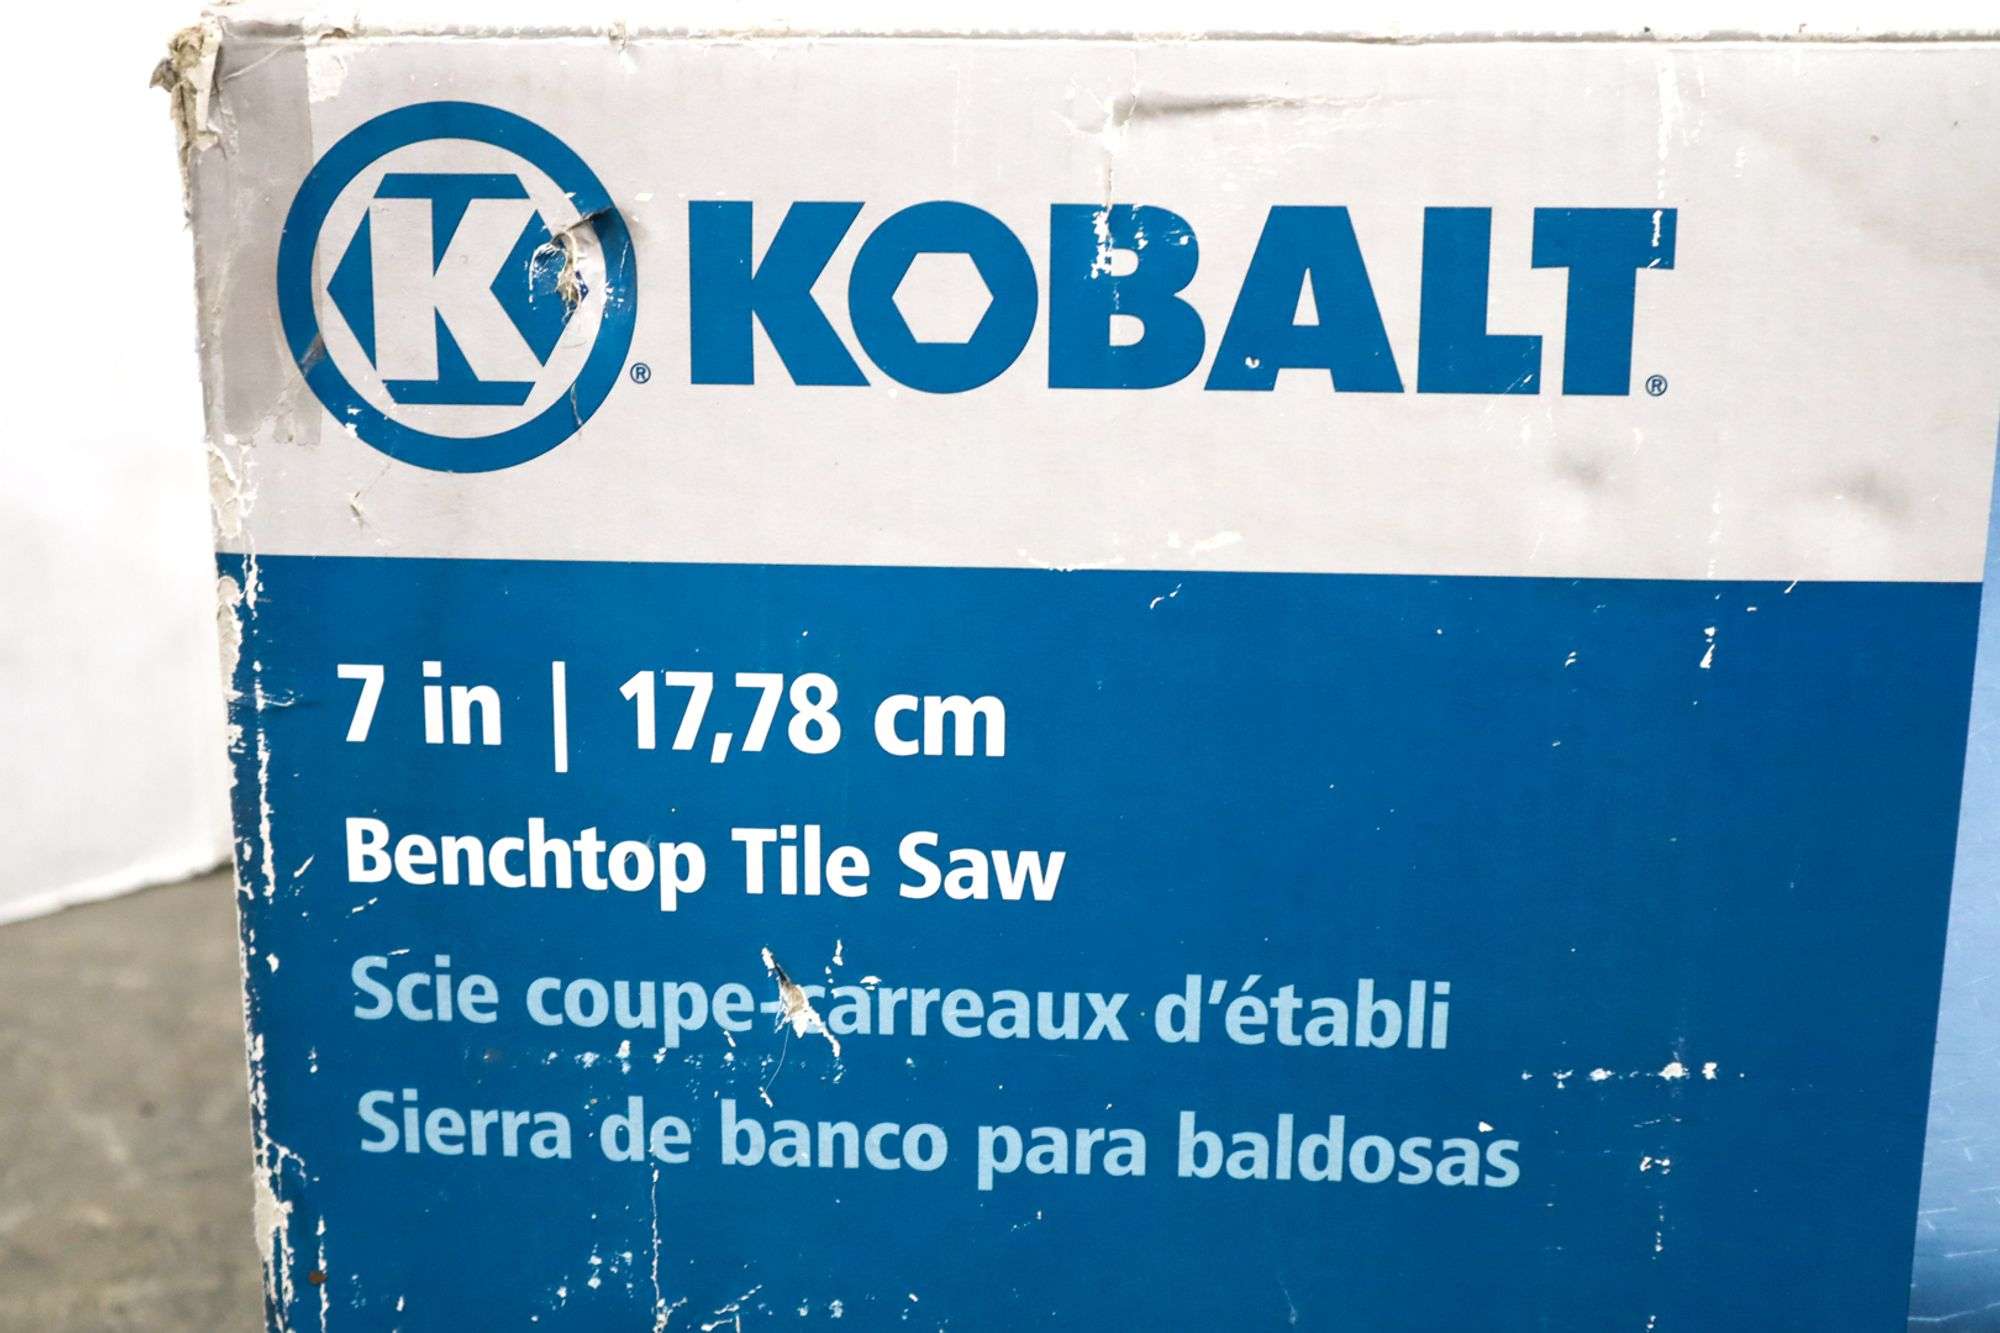 K® KOBALT®
7 in | 17,78 cm
Benchtop Tile Saw
Scie coupe-carreaux d'établi
Sierra de banco para baldosas